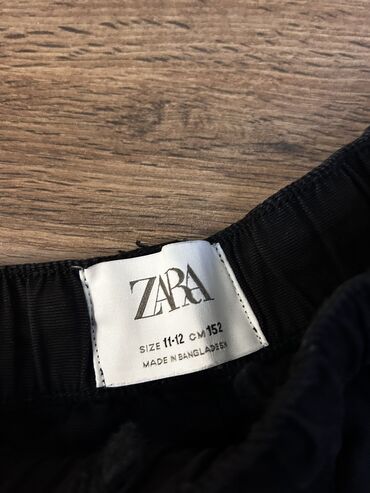 ZARA
SIZE 11-12 CM 152
MADE IN BANGLADESH